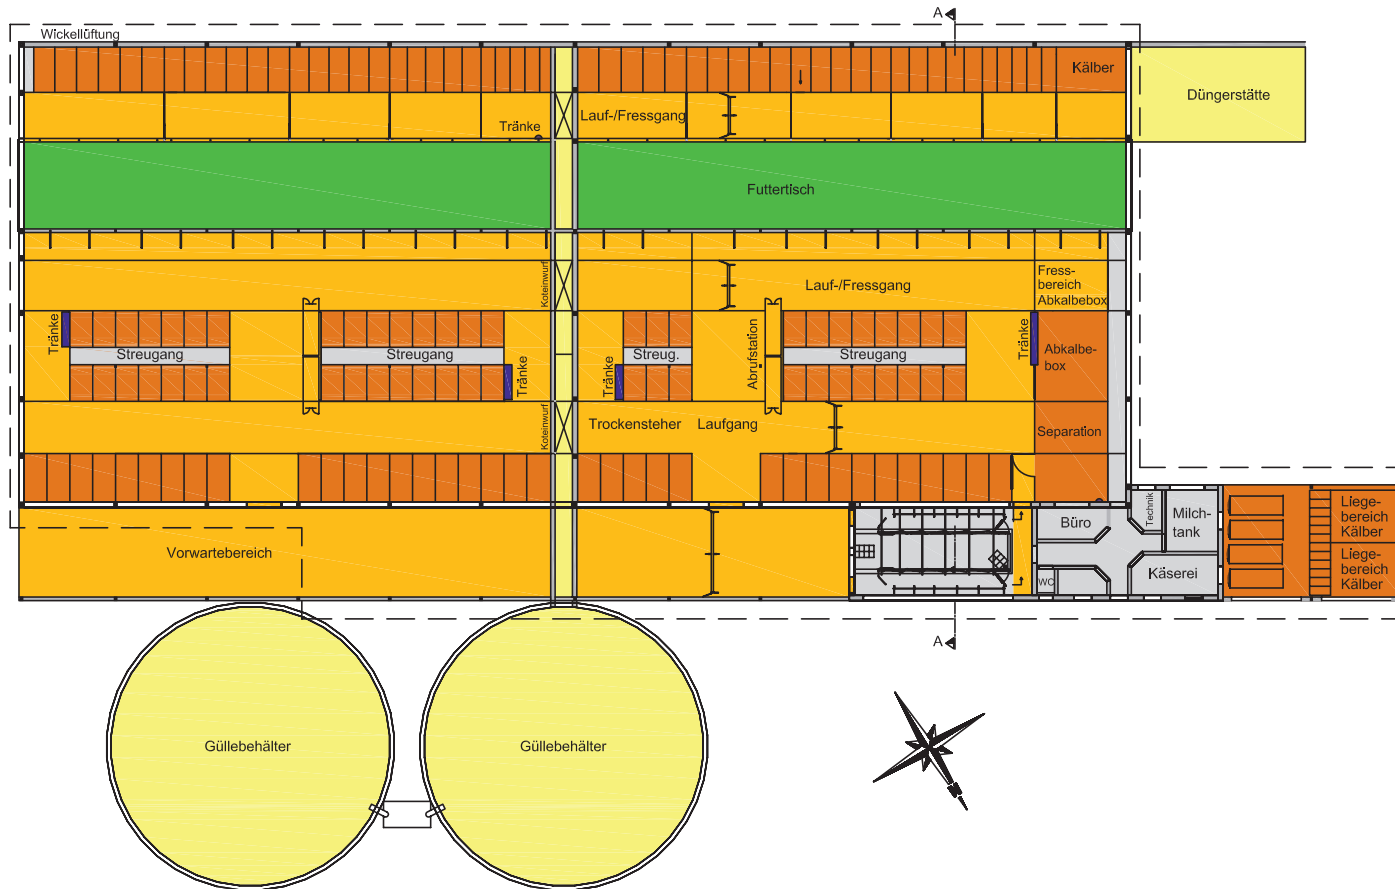 A
Wickellüftung
Kälber
Düngerstätte
Lauf-/Fressgang
Tränke
Futtertisch
Koteinwurf
Lauf-/Fressgang
Fress-
bereich
Abkalbebox
Tränke
Streugang
Streugang
Tränke
Streug.
Tränke
Abrufstation
Streugang
Tränke
Abkalbe-
box
Koteinwurf
Trockensteher
Laufgang
Separation
Vorwartebereich
Büro
Technik
Milch-
tank
WC
Käserei
Liege-
bereich
Kälber
Liege-
bereich
Kälber
A
Güllebehälter
Güllebehälter
N